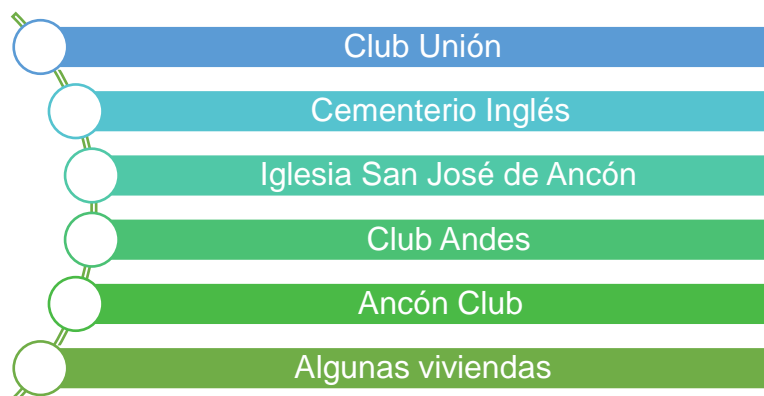 Club Unión
Cementerio Inglés
Iglesia San José de Ancón
Club Andes
Ancón Club
Algunas viviendas